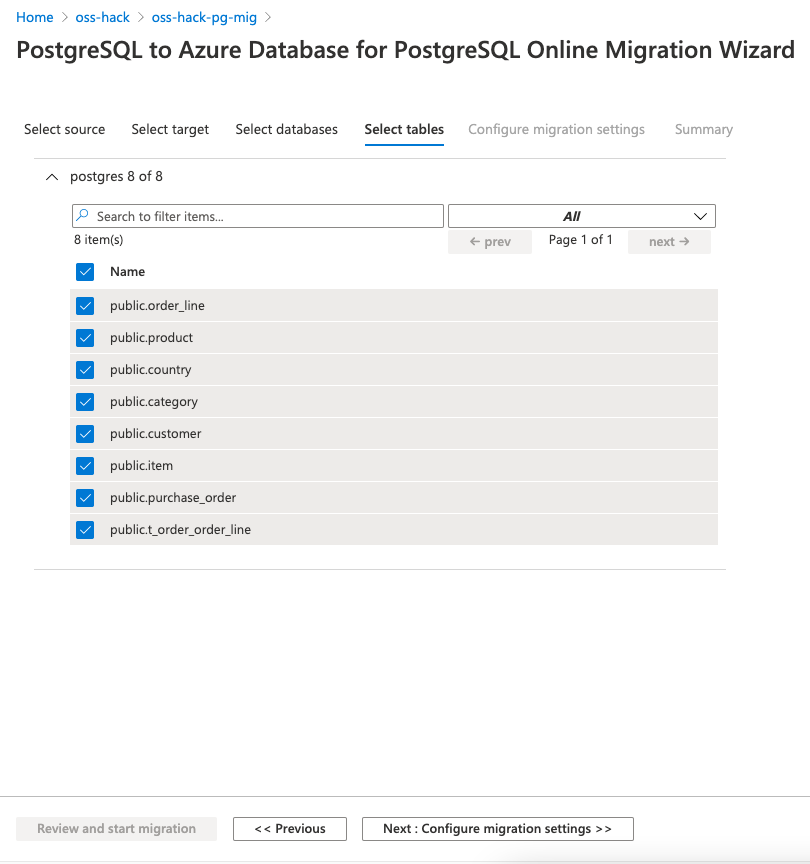 Home > oss-hack > oss-hack-pg-mig >
PostgreSQL to Azure Database for PostgreSQL Online Migration Wizard
Select source Select target Select databases Select tables Configure migration settings Summary
postgres 8 of 8
Search to filter items... All
8 item(s) ← prev Page 1 of 1 next →
Name
public.order_line
public.product
public.country
public.category
public.customer
public.item
public.purchase_order
public.t_order_order_line
Review and start migration << Previous Next : Configure migration settings >>